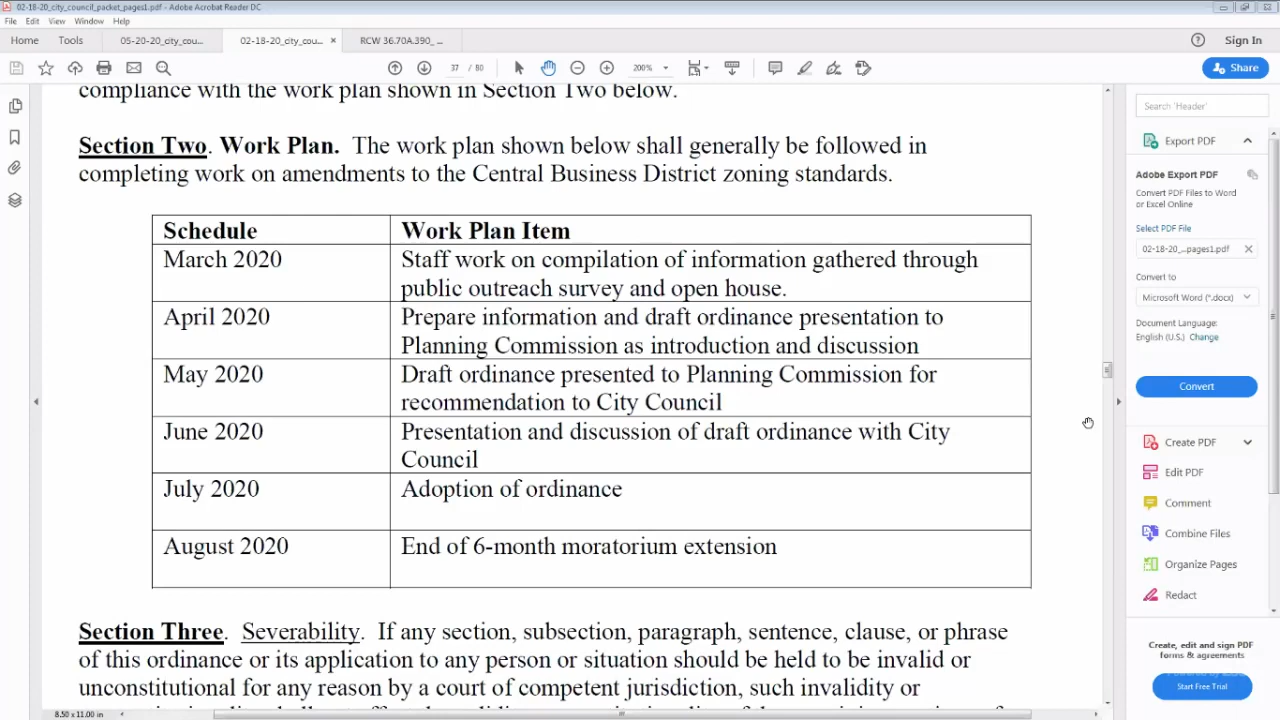 02-18-20_city_council_packet_pages1.pdf - Adobe Acrobat Reader DC
File Edit View Window Help
Home Tools 05-20-20_city_cou... 02-18-20_city_cou... × RCW 36.70A.390_ ... Sign In
37 / 80 200% Share
compliance with the work plan shown in Section Two below.
Section Two. Work Plan. The work plan shown below shall generally be followed in
completing work on amendments to the Central Business District zoning standards.
Schedule Work Plan Item
March 2020 Staff work on compilation of information gathered through
public outreach survey and open house.
April 2020 Prepare information and draft ordinance presentation to
Planning Commission as introduction and discussion
May 2020 Draft ordinance presented to Planning Commission for
recommendation to City Council
June 2020 Presentation and discussion of draft ordinance with City
Council
July 2020 Adoption of ordinance
August 2020 End of 6-month moratorium extension
Section Three. Severability. If any section, subsection, paragraph, sentence, clause, or phrase
of this ordinance or its application to any person or situation should be held to be invalid or
unconstitutional for any reason by a court of competent jurisdiction, such invalidity or
8.50 x 11.00 in
Search 'Header'
Export PDF
Adobe Export PDF
Convert PDF Files to Word
or Excel Online
Select PDF File
02-18-20_...pages1.pdf
Convert to
Microsoft Word (*.docx)
Document Language:
English (U.S.) Change
Convert
Create PDF
Edit PDF
Comment
Combine Files
Organize Pages
Redact
Create, edit and sign PDF
forms & agreements
Start Free Trial